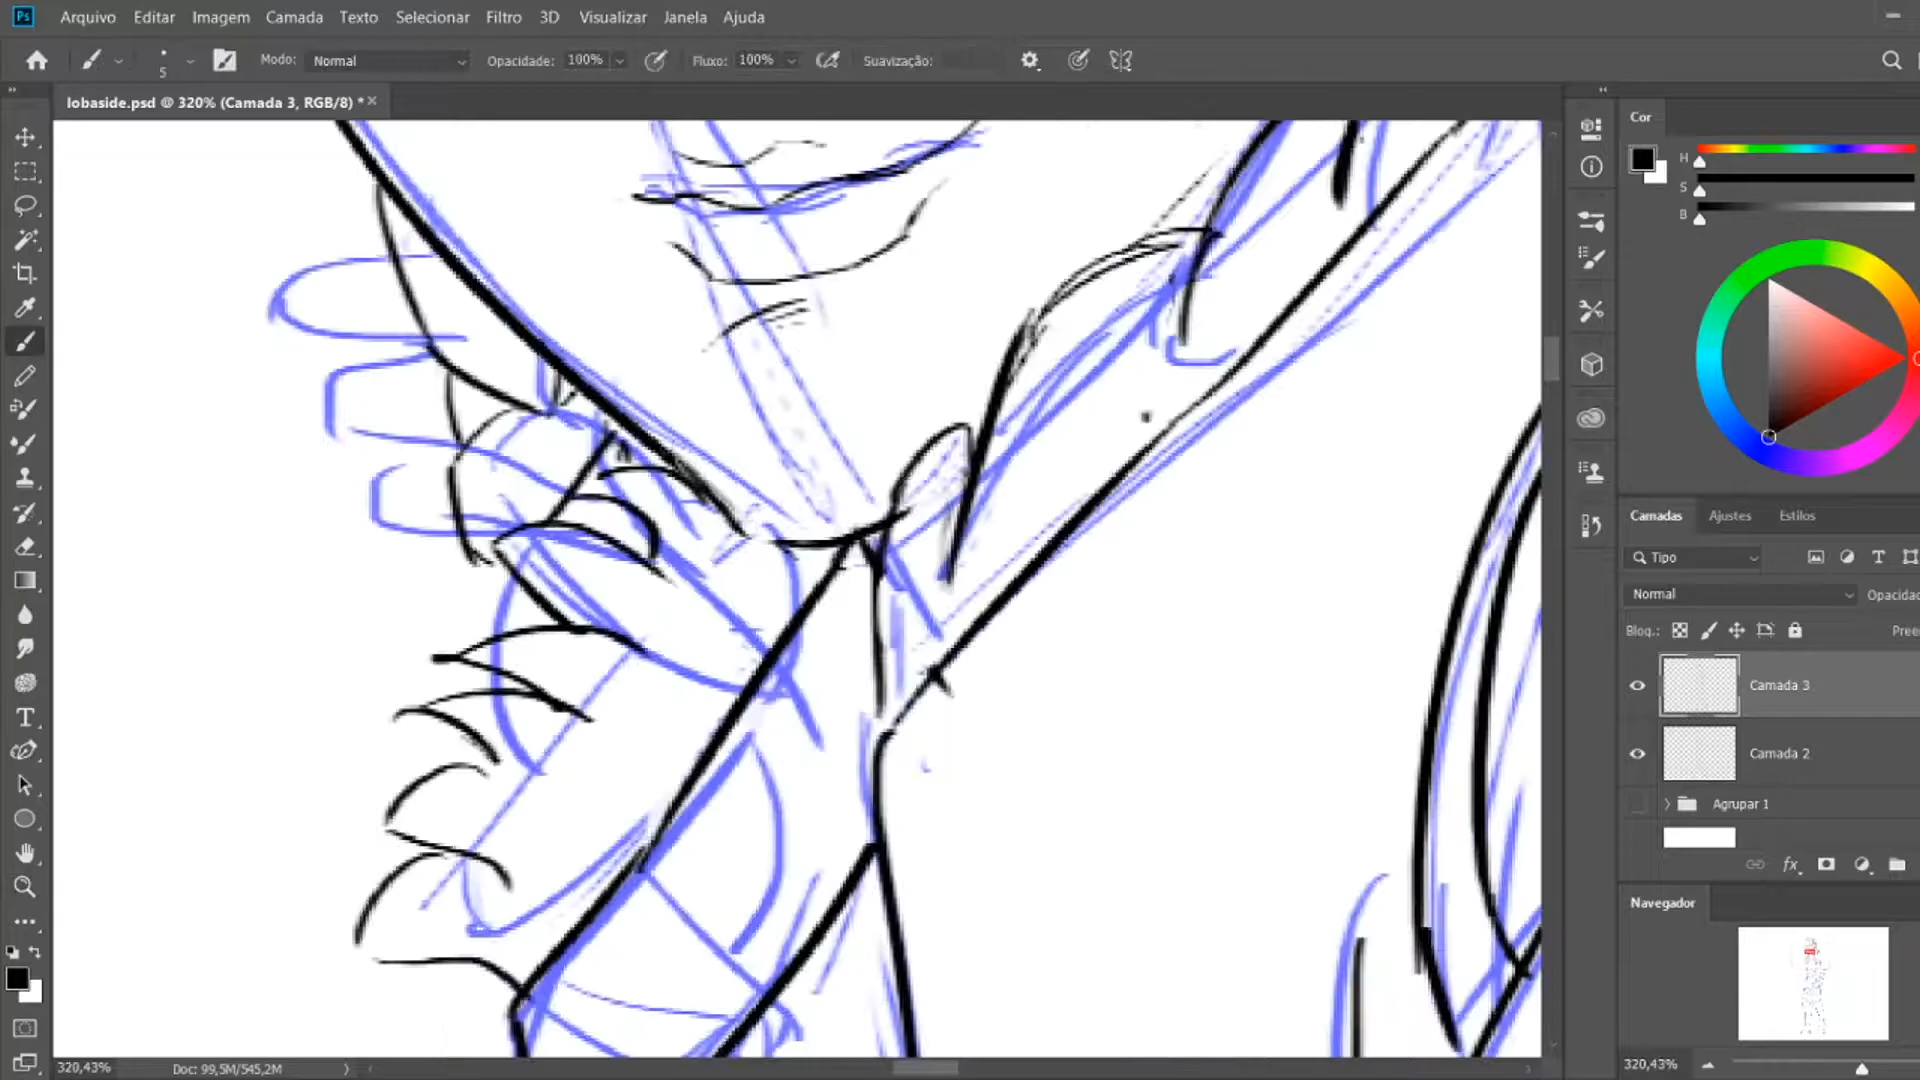 Ps Arquivo Editar Imagem Camada Texto Selecionar Filtro 3D Visualizar Janela Ajuda
5 Modo: Normal Opacidade: 100% Fluxo: 100% Suavização:
lobaside.psd @ 320% (Camada 3, RGB/8) *
Cor
H
S
B
Camadas Ajustes Estilos
Tipo
Normal Opacidad
Bloq.: Pree
Camada 3
Camada 2
Agrupar 1
fx
Navegador
320,43% Doc: 99,5M/545,2M
320,43%